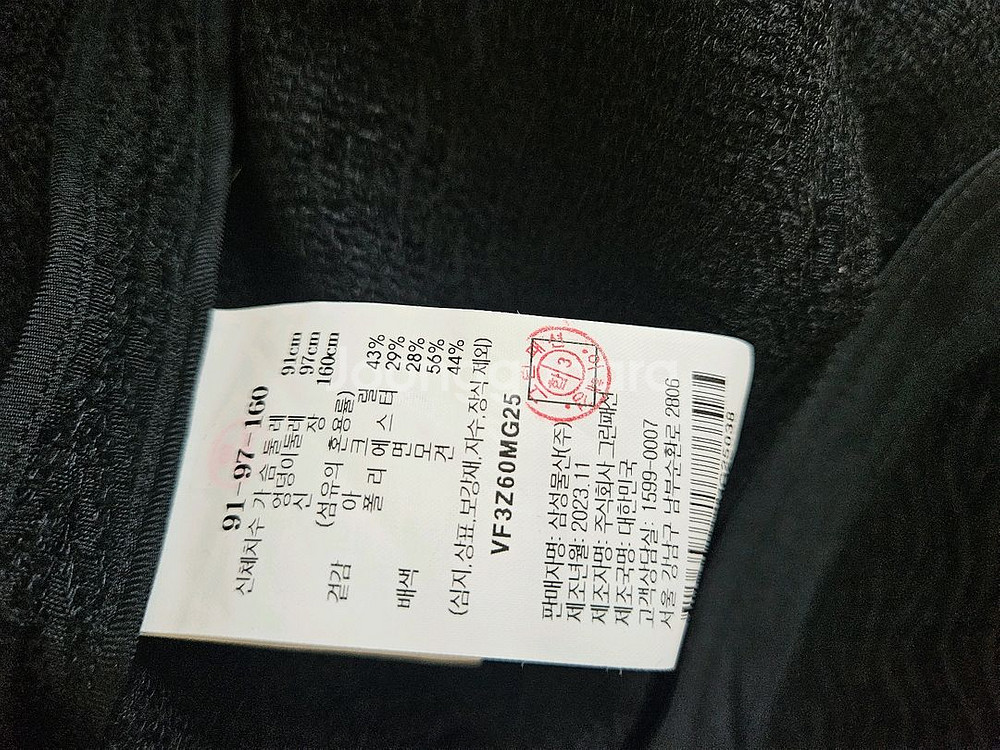 91-97-160
신체치수 가슴둘레 91cm
엉덩이둘레 97cm
신장 160cm
(섬유의 혼용률)
겉감 아크릴 43%
폴리에스터 29%
면 28%
배색 모 56%
면 44%
(심지,상표,보강재,자수,장식 제외)
VF3Z60MG25
판매자명: 삼성물산(주)
제조년월: 2023.11
제조자명: 주식회사 그린패션
제조국명: 대한민국
고객상담실: 1599-0007
서울 강남구 남부순환로 2806